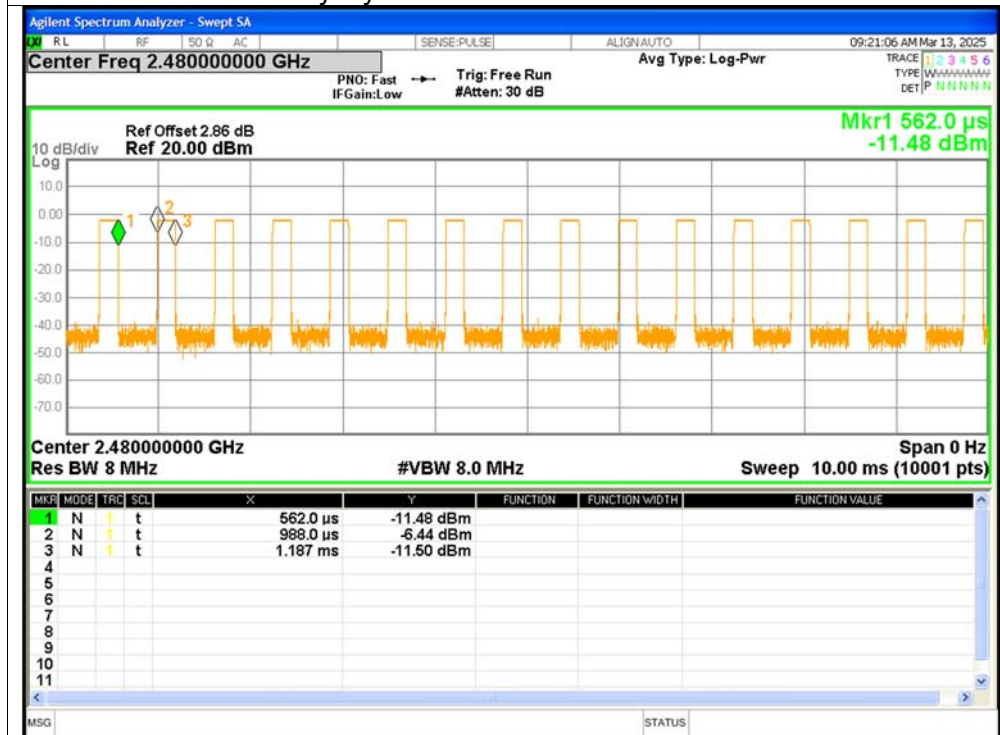 Agilent Spectrum Analyzer - Swept SA
RL RF 50 Ω AC SENSE:PULSE ALIGNAUTO 09:21:06 AM Mar 13, 2025
Center Freq 2.480000000 GHz Avg Type: Log-Pwr TRACE 1 2 3 4 5 6
PNO: Fast Trig: Free Run TYPE W
IFGain:Low #Atten: 30 dB DET P N N N N N
Mkr1 562.0 µs
Ref Offset 2.86 dB
10 dB/div Ref 20.00 dBm -11.48 dBm
Log
10.0
0.00
-10.0
-20.0
-30.0
-40.0
-50.0
-60.0
-70.0
1 2 3
Center 2.480000000 GHz Span 0 Hz
Res BW 8 MHz #VBW 8.0 MHz Sweep 10.00 ms (10001 pts)
MKR MODE TRC SCL X Y FUNCTION FUNCTION WIDTH FUNCTION VALUE
1 N 1 t 562.0 µs -11.48 dBm
2 N 1 t 988.0 µs -6.44 dBm
3 N 1 t 1.187 ms -11.50 dBm
4
5
6
7
8
9
10
11
MSG STATUS